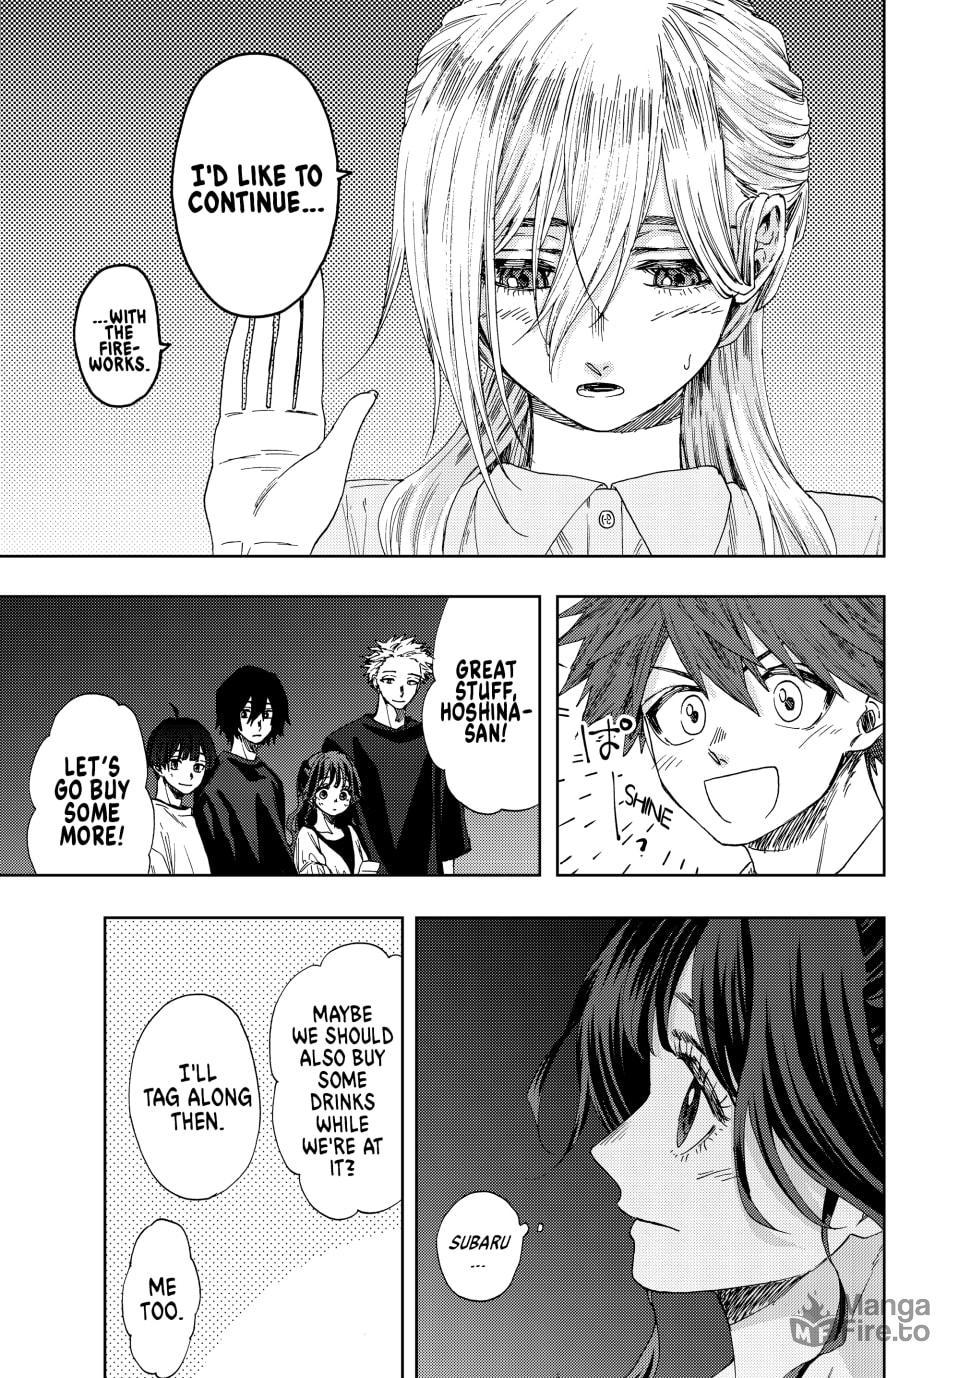 I'D LIKE TO
CONTINUE...
...WITH
THE
FIRE-
WORKS.
ぱ
SHINE
GREAT
STUFF,
HOSHINA-
SAN!
LET'S
GO BUY
SOME
MORE!
SUBARU
...
MAYBE
WE SHOULD
ALSO BUY
SOME
DRINKS
WHILE
WE'RE AT
IT?
I'LL
TAG ALONG
THEN.
ME
TOO.
Manga
Fire.to
MF